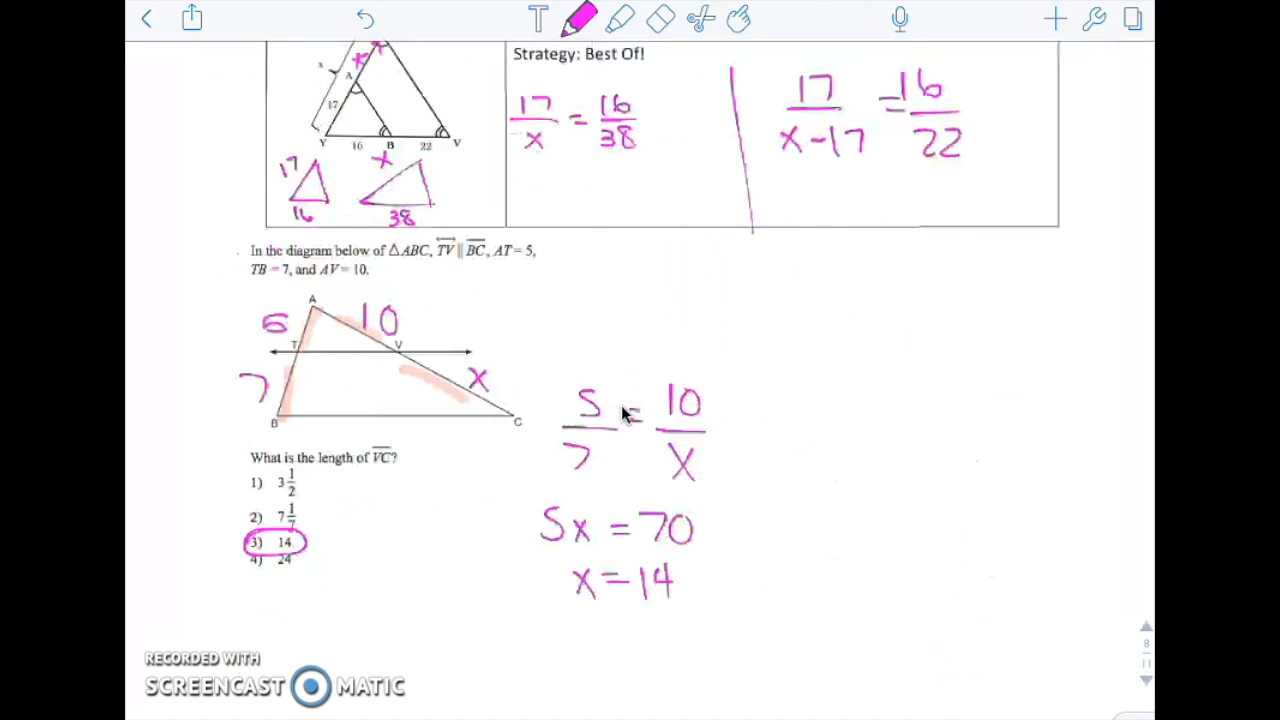 T
Strategy: Best Of!
x
x
A
17
Y 16 B 22 V
17/x = 16/38
17/x-17 = 16/22
17
16
x
38
In the diagram below of △ABC, TV || BC, AT = 5,
TB = 7, and AV = 10.
A
5 10
T V
7 x
B C
5/7 = 10/x
What is the length of VC?
1) 3 1/2
2) 7 1/7
3) 14
4) 24
5x = 70
x = 14
8
11
RECORDED WITH
SCREENCAST MATIC